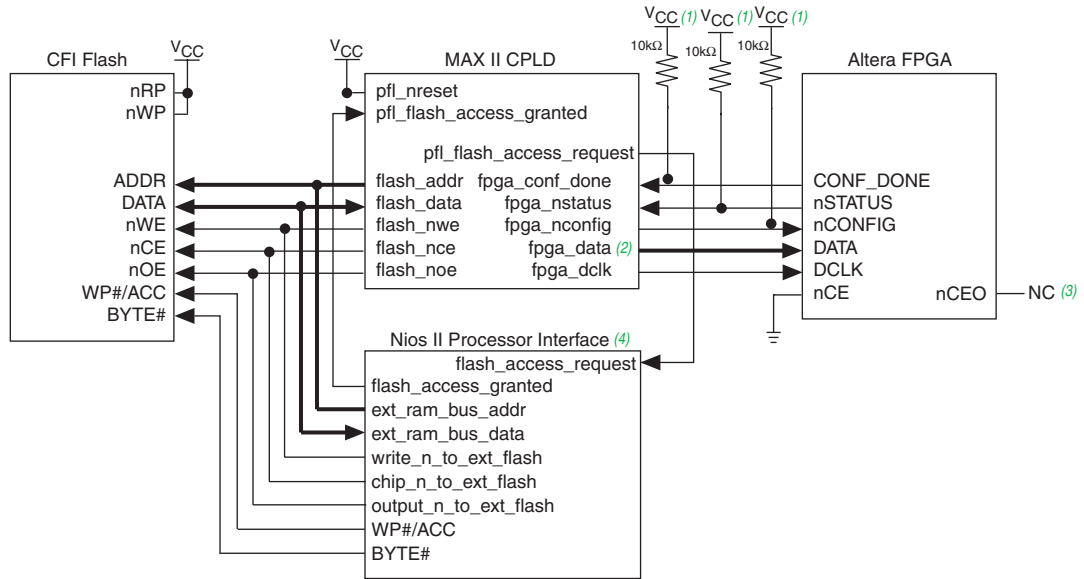 VCC (1) VCC (1) VCC (1)
10kΩ 10kΩ 10kΩ
CFI Flash
VCC
nRP
nWP
ADDR
DATA
nWE
nCE
nOE
WP#/ACC
BYTE#
VCC
MAX II CPLD
pfl_nreset
pfl_flash_access_granted
pfl_flash_access_request
flash_addr fpga_conf_done
flash_data fpga_nstatus
flash_nwe fpga_nconfig
flash_nce fpga_data (2)
flash_noe fpga_dclk
Altera FPGA
CONF_DONE
nSTATUS
nCONFIG
DATA
DCLK
nCE nCEO NC (3)
Nios II Processor Interface (4)
flash_access_request
flash_access_granted
ext_ram_bus_addr
ext_ram_bus_data
write_n_to_ext_flash
chip_n_to_ext_flash
output_n_to_ext_flash
WP#/ACC
BYTE#